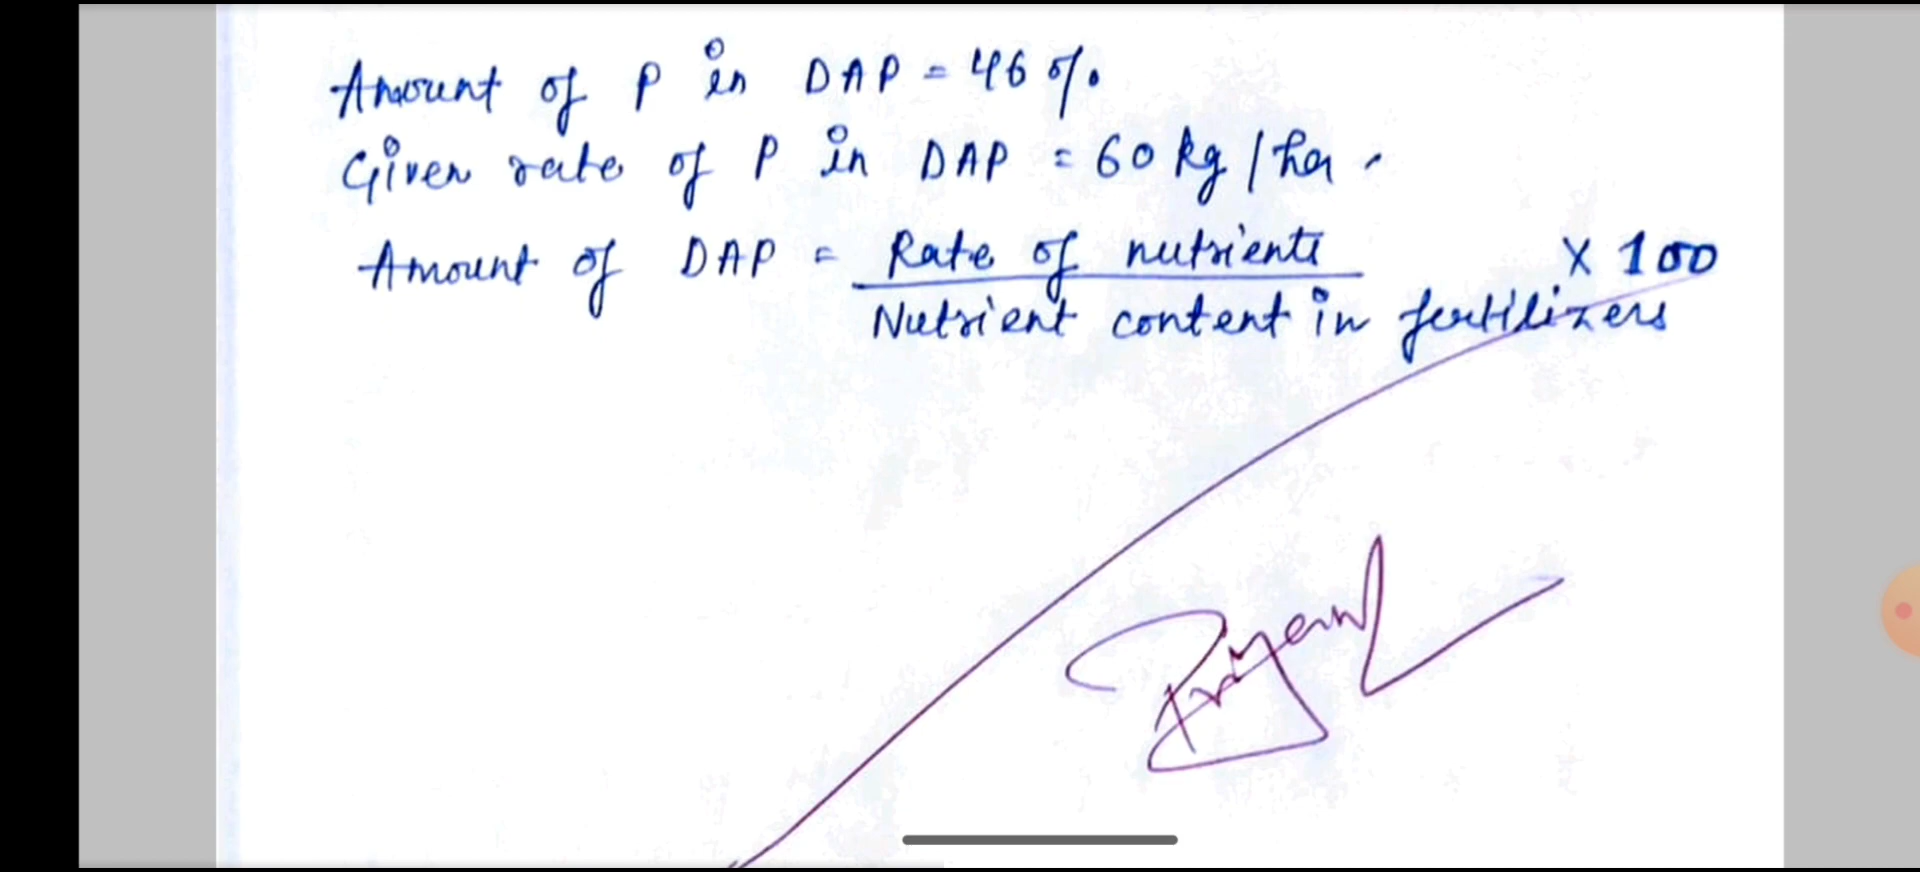 Amount of P in DAP = 46 %.
Given rate of P in DAP = 60 kg / ha.
Amount of DAP = Rate of nutrients × 100
Nutrient content in fertilizers